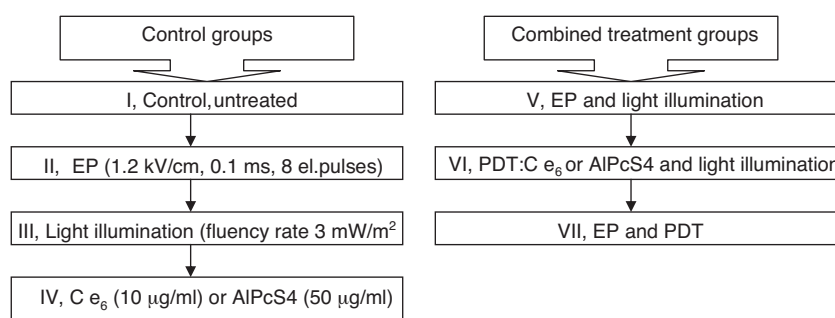 Control groups
I, Control,untreated
II, EP (1.2 kV/cm, 0.1 ms, 8 el.pulses)
III, Light illumination (fluency rate 3 mW/m²
IV, C e₆ (10 μg/ml) or AlPcS4 (50 μg/ml)
Combined treatment groups
V, EP and light illumination
VI, PDT:C e₆ or AlPcS4 and light illumination
VII, EP and PDT